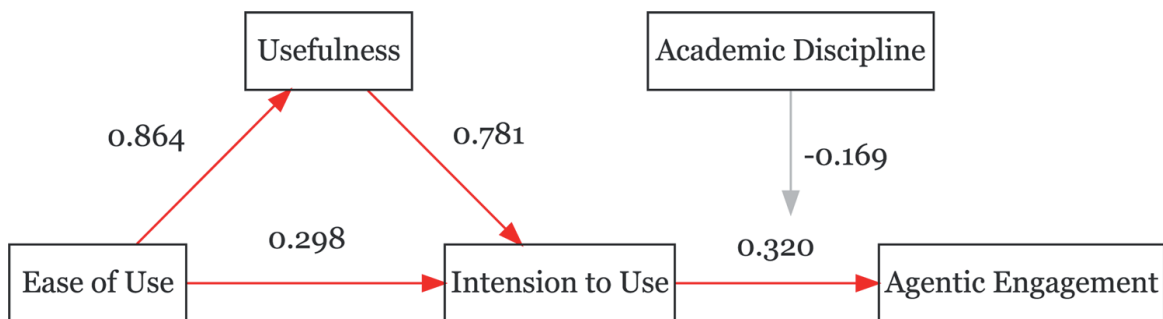 Usefulness
Academic Discipline
0.864
0.781
-0.169
0.298
0.320
Ease of Use
Intension to Use
Agentic Engagement